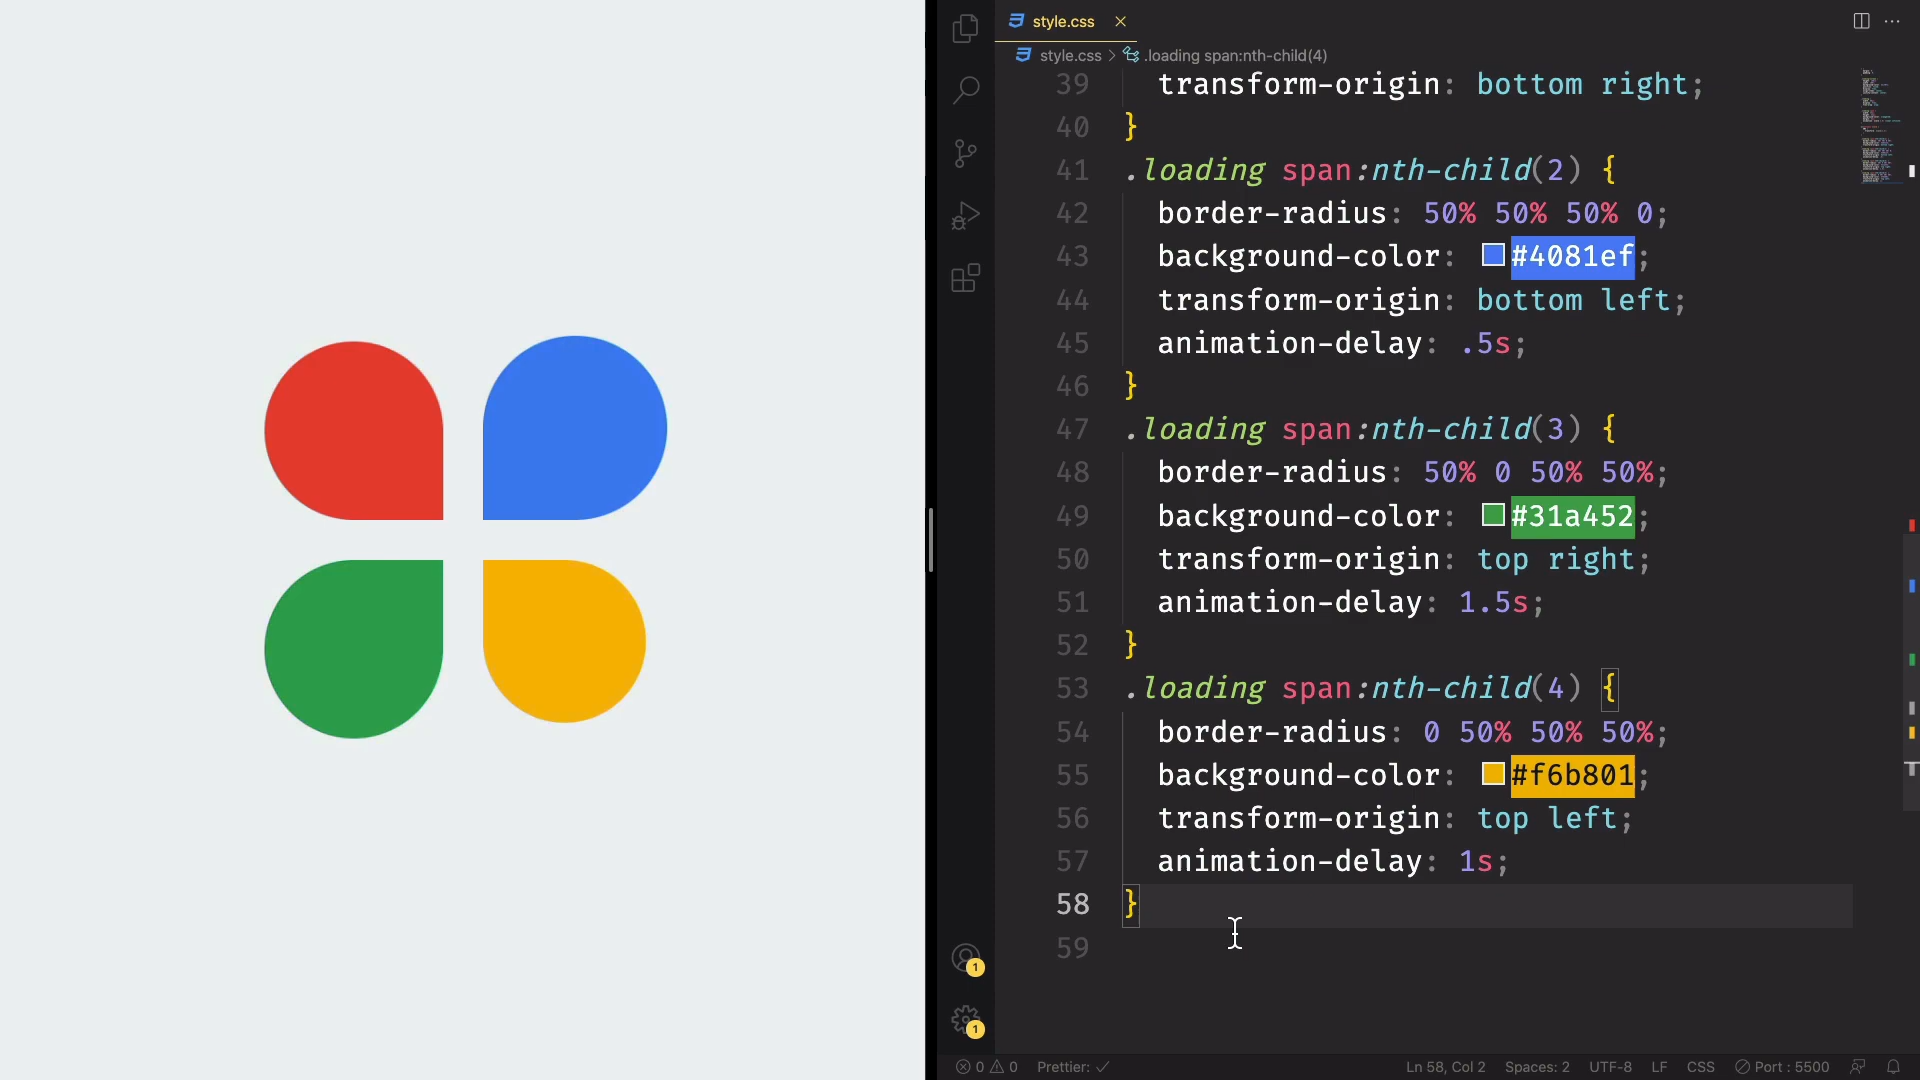 style.css
style.css > .loading span:nth-child(4)
39 transform-origin: bottom right;
40 }
41 .loading span:nth-child(2) {
42 border-radius: 50% 50% 50% 0;
43 background-color: #4081ef;
44 transform-origin: bottom left;
45 animation-delay: .5s;
46 }
47 .loading span:nth-child(3) {
48 border-radius: 50% 0 50% 50%;
49 background-color: #31a452;
50 transform-origin: top right;
51 animation-delay: 1.5s;
52 }
53 .loading span:nth-child(4) {
54 border-radius: 0 50% 50% 50%;
55 background-color: #f6b801;
56 transform-origin: top left;
57 animation-delay: 1s;
58 }
59
1
1
0 0 Prettier: Ln 58, Col 2 Spaces: 2 UTF-8 LF CSS Port : 5500